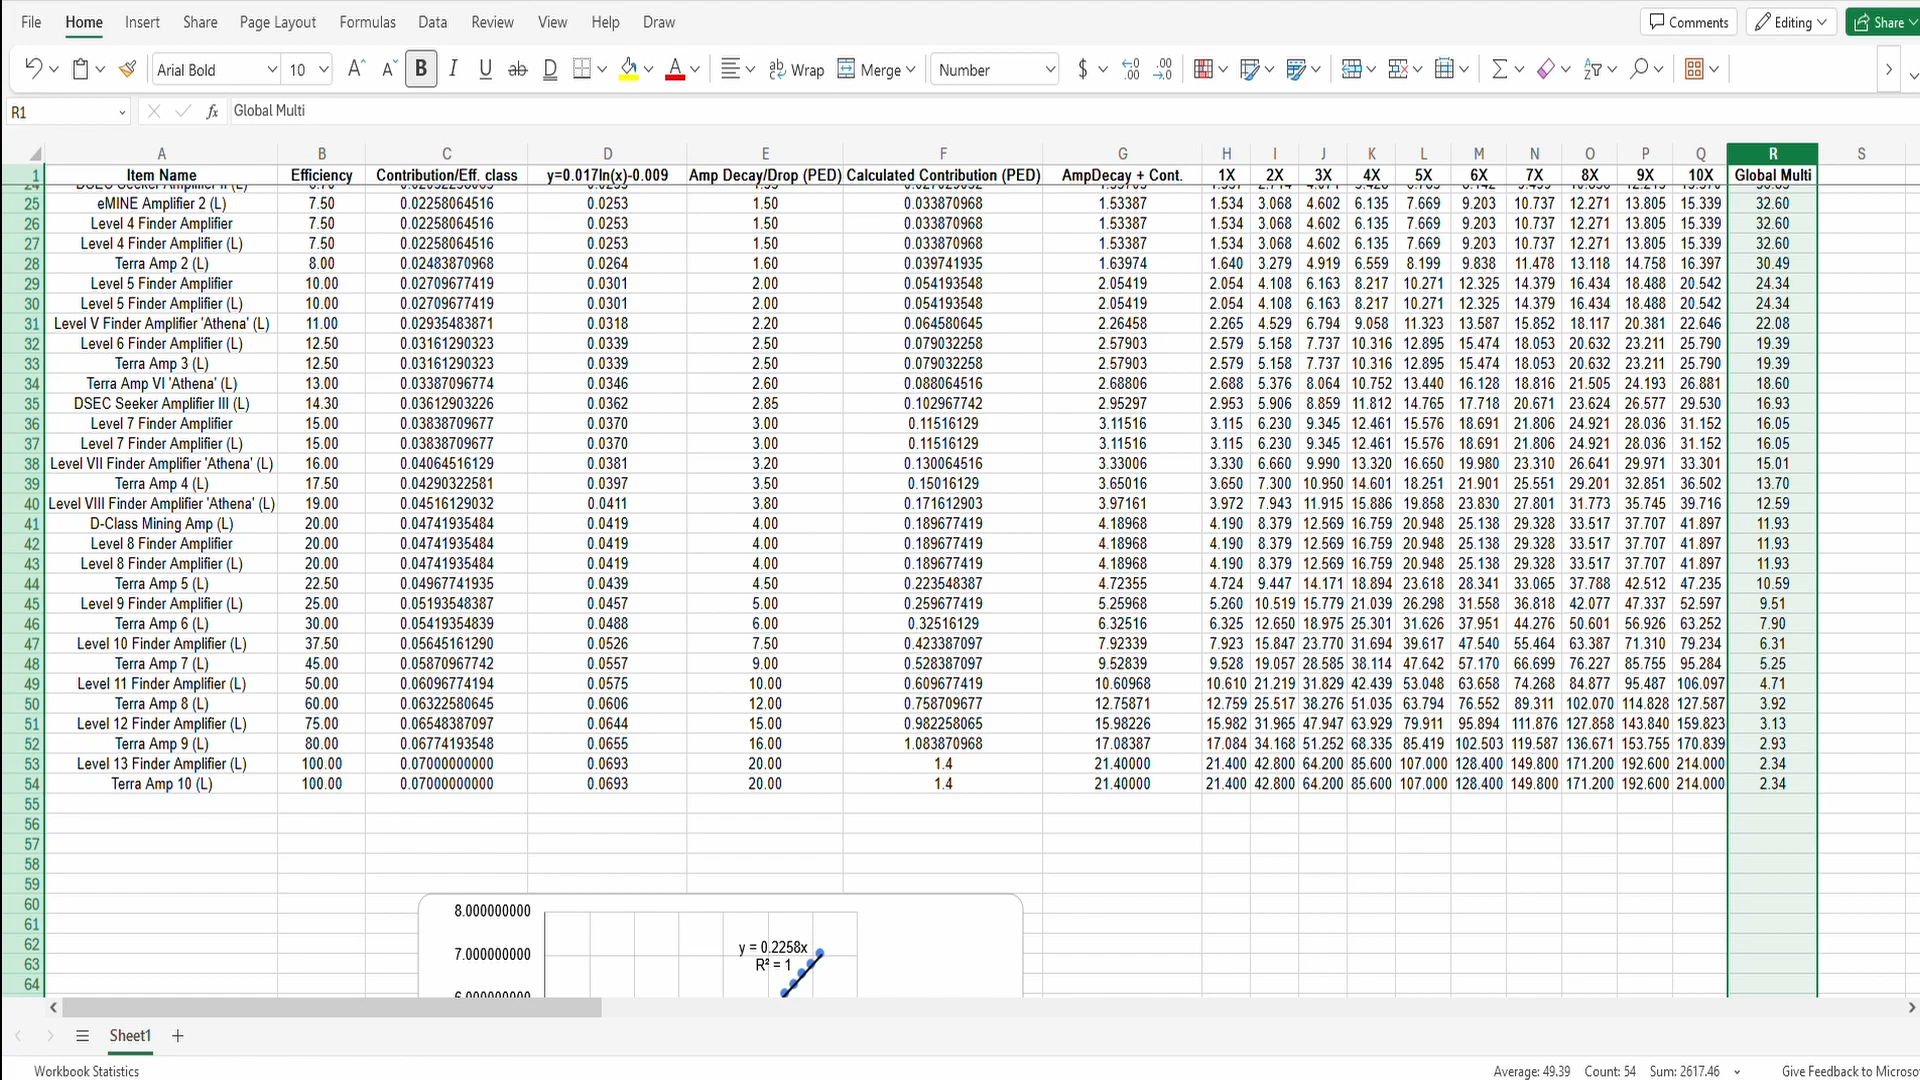 File Home Insert Share Page Layout Formulas Data Review View Help Draw Comments Editing Share
Arial Bold 10 A A B I U ab D A Wrap Merge Number $ .00 .00
R1 fx Global Multi
A B C D E F G H I J K L M N O P Q R S
1 Item Name Efficiency Contribution/Eff. class y=0.017ln(x)-0.009 Amp Decay/Drop (PED) Calculated Contribution (PED) AmpDecay + Cont. 1X 2X 3X 4X 5X 6X 7X 8X 9X 10X Global Multi
25 eMINE Amplifier 2 (L) 7.50 0.02258064516 0.0253 1.50 0.033870968 1.53387 1.534 3.068 4.602 6.135 7.669 9.203 10.737 12.271 13.805 15.339 32.60
26 Level 4 Finder Amplifier 7.50 0.02258064516 0.0253 1.50 0.033870968 1.53387 1.534 3.068 4.602 6.135 7.669 9.203 10.737 12.271 13.805 15.339 32.60
27 Level 4 Finder Amplifier (L) 7.50 0.02258064516 0.0253 1.50 0.033870968 1.53387 1.534 3.068 4.602 6.135 7.669 9.203 10.737 12.271 13.805 15.339 32.60
28 Terra Amp 2 (L) 8.00 0.02483870968 0.0264 1.60 0.039741935 1.63974 1.640 3.279 4.919 6.559 8.199 9.838 11.478 13.118 14.758 16.397 30.49
29 Level 5 Finder Amplifier 10.00 0.02709677419 0.0301 2.00 0.054193548 2.05419 2.054 4.108 6.163 8.217 10.271 12.325 14.379 16.434 18.488 20.542 24.34
30 Level 5 Finder Amplifier (L) 10.00 0.02709677419 0.0301 2.00 0.054193548 2.05419 2.054 4.108 6.163 8.217 10.271 12.325 14.379 16.434 18.488 20.542 24.34
31 Level V Finder Amplifier 'Athena' (L) 11.00 0.02935483871 0.0318 2.20 0.064580645 2.26458 2.265 4.529 6.794 9.058 11.323 13.587 15.852 18.117 20.381 22.646 22.08
32 Level 6 Finder Amplifier (L) 12.50 0.03161290323 0.0339 2.50 0.079032258 2.57903 2.579 5.158 7.737 10.316 12.895 15.474 18.053 20.632 23.211 25.790 19.39
33 Terra Amp 3 (L) 12.50 0.03161290323 0.0339 2.50 0.079032258 2.57903 2.579 5.158 7.737 10.316 12.895 15.474 18.053 20.632 23.211 25.790 19.39
34 Terra Amp VI 'Athena' (L) 13.00 0.03387096774 0.0346 2.60 0.088064516 2.68806 2.688 5.376 8.064 10.752 13.440 16.128 18.816 21.505 24.193 26.881 18.60
35 DSEC Seeker Amplifier III (L) 14.30 0.03612903226 0.0362 2.85 0.102967742 2.95297 2.953 5.906 8.859 11.812 14.765 17.718 20.671 23.624 26.577 29.530 16.93
36 Level 7 Finder Amplifier 15.00 0.03838709677 0.0370 3.00 0.11516129 3.11516 3.115 6.230 9.345 12.461 15.576 18.691 21.806 24.921 28.036 31.152 16.05
37 Level 7 Finder Amplifier (L) 15.00 0.03838709677 0.0370 3.00 0.11516129 3.11516 3.115 6.230 9.345 12.461 15.576 18.691 21.806 24.921 28.036 31.152 16.05
38 Level VII Finder Amplifier 'Athena' (L) 16.00 0.04064516129 0.0381 3.20 0.130064516 3.33006 3.330 6.660 9.990 13.320 16.650 19.980 23.310 26.641 29.971 33.301 15.01
39 Terra Amp 4 (L) 17.50 0.04290322581 0.0397 3.50 0.15016129 3.65016 3.650 7.300 10.950 14.601 18.251 21.901 25.551 29.201 32.851 36.502 13.70
40 Level VIII Finder Amplifier 'Athena' (L) 19.00 0.04516129032 0.0411 3.80 0.171612903 3.97161 3.972 7.943 11.915 15.886 19.858 23.830 27.801 31.773 35.745 39.716 12.59
41 D-Class Mining Amp (L) 20.00 0.04741935484 0.0419 4.00 0.189677419 4.18968 4.190 8.379 12.569 16.759 20.948 25.138 29.328 33.517 37.707 41.897 11.93
42 Level 8 Finder Amplifier 20.00 0.04741935484 0.0419 4.00 0.189677419 4.18968 4.190 8.379 12.569 16.759 20.948 25.138 29.328 33.517 37.707 41.897 11.93
43 Level 8 Finder Amplifier (L) 20.00 0.04741935484 0.0419 4.00 0.189677419 4.18968 4.190 8.379 12.569 16.759 20.948 25.138 29.328 33.517 37.707 41.897 11.93
44 Terra Amp 5 (L) 22.50 0.04967741935 0.0439 4.50 0.223548387 4.72355 4.724 9.447 14.171 18.894 23.618 28.341 33.065 37.788 42.512 47.235 10.59
45 Level 9 Finder Amplifier (L) 25.00 0.05193548387 0.0457 5.00 0.259677419 5.25968 5.260 10.519 15.779 21.039 26.298 31.558 36.818 42.077 47.337 52.597 9.51
46 Terra Amp 6 (L) 30.00 0.05419354839 0.0488 6.00 0.32516129 6.32516 6.325 12.650 18.975 25.301 31.626 37.951 44.276 50.601 56.926 63.252 7.90
47 Level 10 Finder Amplifier (L) 37.50 0.05645161290 0.0526 7.50 0.423387097 7.92339 7.923 15.847 23.770 31.694 39.617 47.540 55.464 63.387 71.310 79.234 6.31
48 Terra Amp 7 (L) 45.00 0.05870967742 0.0557 9.00 0.528387097 9.52839 9.528 19.057 28.585 38.114 47.642 57.170 66.699 76.227 85.755 95.284 5.25
49 Level 11 Finder Amplifier (L) 50.00 0.06096774194 0.0575 10.00 0.609677419 10.60968 10.610 21.219 31.829 42.439 53.048 63.658 74.268 84.877 95.487 106.097 4.71
50 Terra Amp 8 (L) 60.00 0.06322580645 0.0606 12.00 0.758709677 12.75871 12.759 25.517 38.276 51.035 63.794 76.552 89.311 102.070 114.828 127.587 3.92
51 Level 12 Finder Amplifier (L) 75.00 0.06548387097 0.0644 15.00 0.982258065 15.98226 15.982 31.965 47.947 63.929 79.911 95.894 111.876 127.858 143.840 159.823 3.13
52 Terra Amp 9 (L) 80.00 0.06774193548 0.0655 16.00 1.083870968 17.08387 17.084 34.168 51.252 68.335 85.419 102.503 119.587 136.671 153.755 170.839 2.93
53 Level 13 Finder Amplifier (L) 100.00 0.07000000000 0.0693 20.00 1.4 21.40000 21.400 42.800 64.200 85.600 107.000 128.400 149.800 171.200 192.600 214.000 2.34
54 Terra Amp 10 (L) 100.00 0.07000000000 0.0693 20.00 1.4 21.40000 21.400 42.800 64.200 85.600 107.000 128.400 149.800 171.200 192.600 214.000 2.34
55
56
57
58
59
60
8.000000000
61
62
y = 0.2258x
7.000000000
63
R² = 1
64
Sheet1
Workbook Statistics Average: 49.39 Count: 54 Sum: 2617.46 Give Feedback to Microso